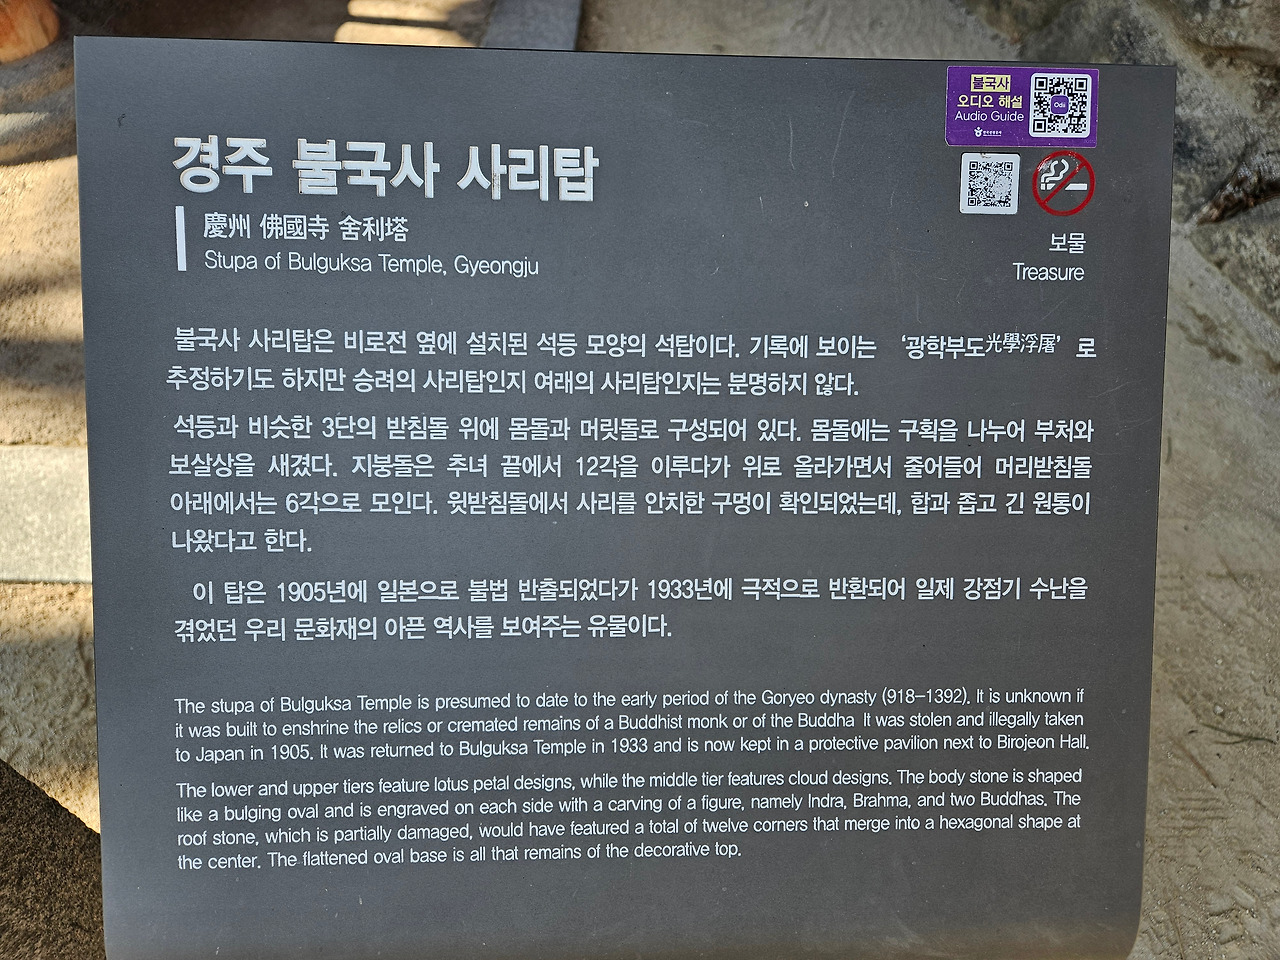 불국사
오디오 해설
Audio Guide
Odii
경주 불국사 사리탑
慶州 佛國寺 舍利塔
Stupa of Bulguksa Temple, Gyeongju
보물
Treasure
불국사 사리탑은 비로전 옆에 설치된 석등 모양의 석탑이다. 기록에 보이는 ‘광학부도光學浮屠’로
추정하기도 하지만 승려의 사리탑인지 여래의 사리탑인지는 분명하지 않다.
석등과 비슷한 3단의 받침돌 위에 몸돌과 머릿돌로 구성되어 있다. 몸돌에는 구획을 나누어 부처와
보살상을 새겼다. 지붕돌은 추녀 끝에서 12각을 이루다가 위로 올라가면서 줄어들어 머리받침돌
아래에서는 6각으로 모인다. 윗받침돌에서 사리를 안치한 구멍이 확인되었는데, 합과 좁고 긴 원통이
나왔다고 한다.
이 탑은 1905년에 일본으로 불법 반출되었다가 1933년에 극적으로 반환되어 일제 강점기 수난을
겪었던 우리 문화재의 아픈 역사를 보여주는 유물이다.
The stupa of Bulguksa Temple is presumed to date to the early period of the Goryeo dynasty (918–1392). It is unknown if
it was built to enshrine the relics or cremated remains of a Buddhist monk or of the Buddha It was stolen and illegally taken
to Japan in 1905. It was returned to Bulguksa Temple in 1933 and is now kept in a protective pavilion next to Birojeon Hall.
The lower and upper tiers feature lotus petal designs, while the middle tier features cloud designs. The body stone is shaped
like a bulging oval and is engraved on each side with a carving of a figure, namely Indra, Brahma, and two Buddhas. The
roof stone, which is partially damaged, would have featured a total of twelve corners that merge into a hexagonal shape at
the center. The flattened oval base is all that remains of the decorative top.